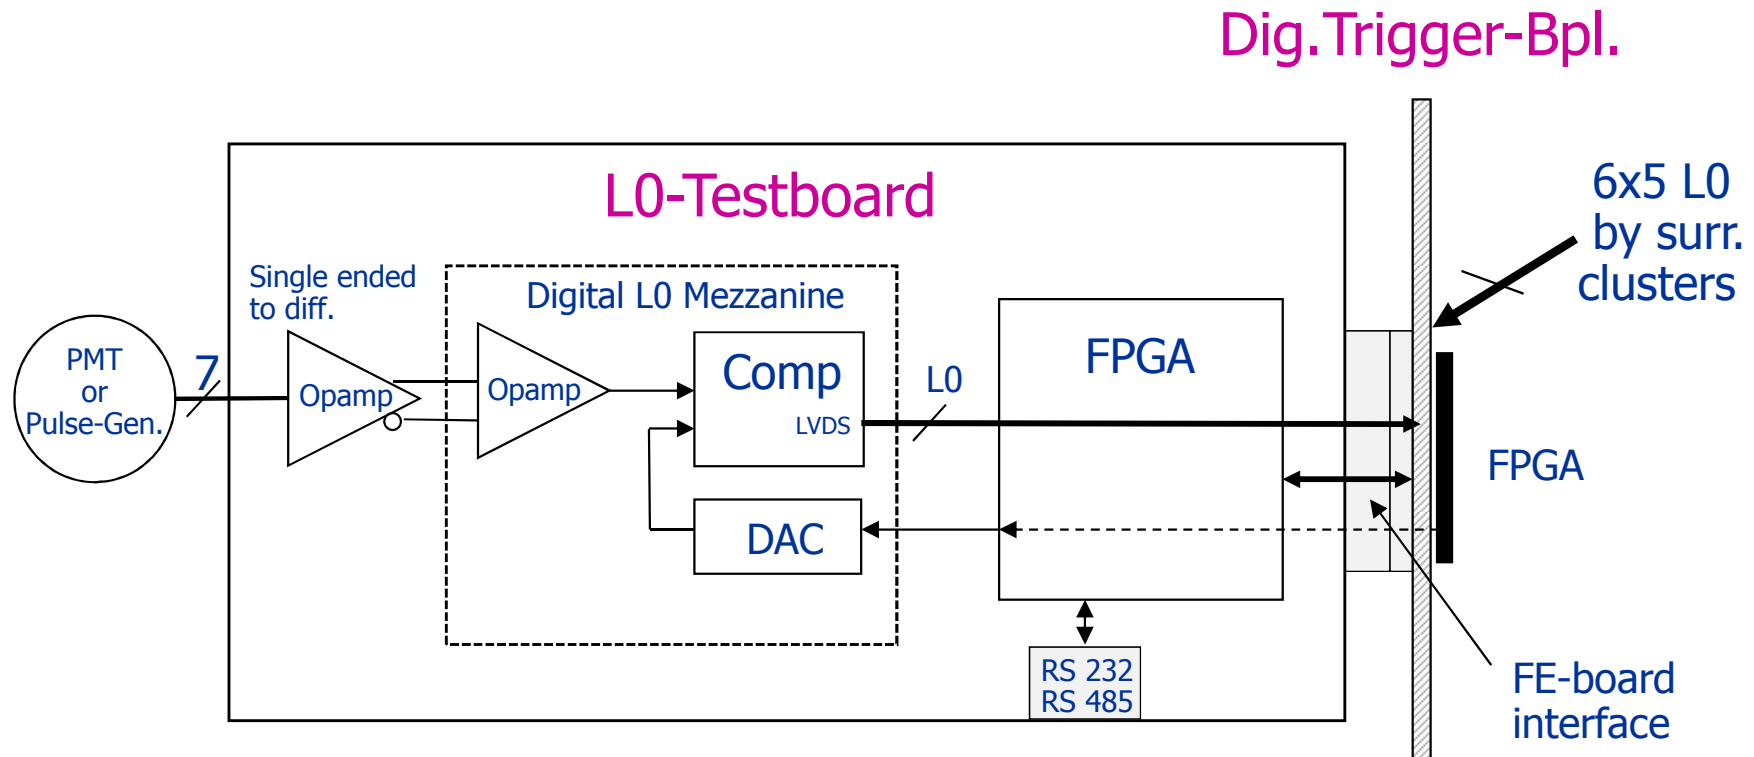 Dig.Trigger-Bpl.
L0-Testboard
6x5 L0
by surr.
clusters
Single ended
to diff.
Digital L0 Mezzanine
PMT
or
Pulse-Gen.
7
Opamp
Opamp
Comp
LVDS
L0
FPGA
FPGA
DAC
RS 232
RS 485
FE-board
interface